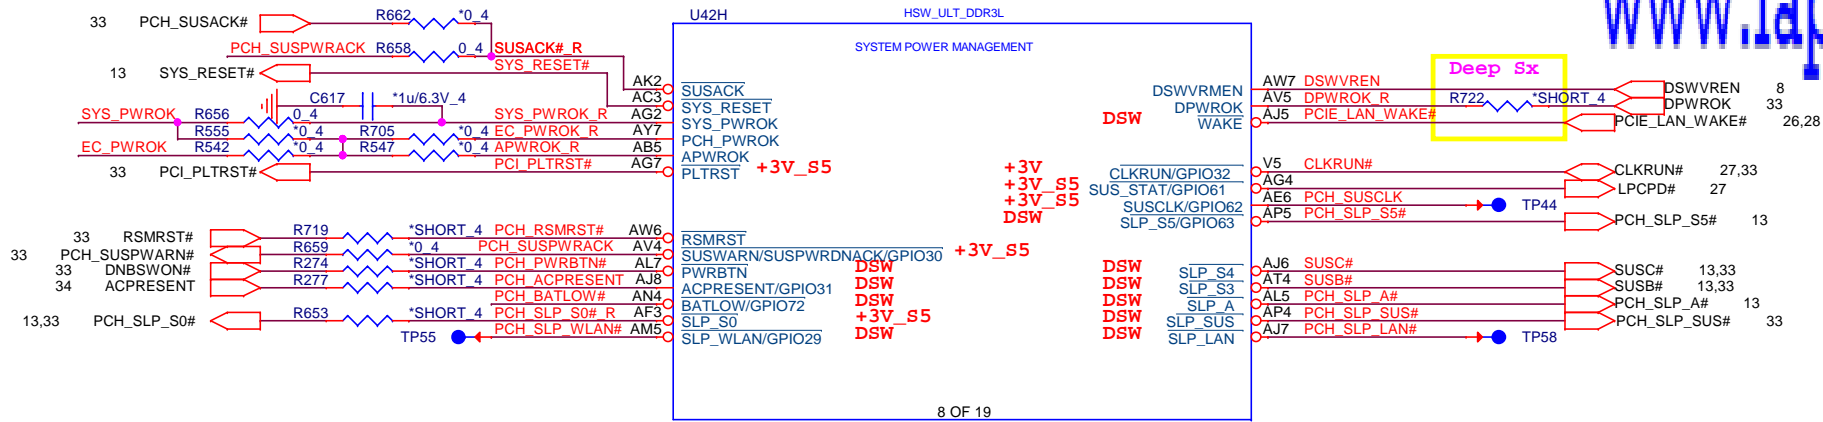 U42H
HSW_ULT_DDR3L
SYSTEM POWER MANAGEMENT
33 PCH_SUSACK# R662 *0_4
PCH_SUSPWRACK R658 0_4 SUSACK#_R
13 SYS_RESET# SYS_RESET#
AK2 SUSACK
AC3 SYS_RESET
C617 *1u/6.3V_4
SYS_PWROK R656 0_4 SYS_PWROK_R AG2 SYS_PWROK
R555 *0_4 R705 *0_4 EC_PWROK_R AY7 PCH_PWROK
EC_PWROK R542 *0_4 R547 *0_4 APWROK_R AB5 APWROK
33 PCI_PLTRST# PCI_PLTRST# AG7 PLTRST +3V_S5
33 RSMRST# R719 *SHORT_4 PCH_RSMRST# AW6 RSMRST
33 PCH_SUSPWARN# R659 *0_4 PCH_SUSPWRACK AV4 SUSWARN/SUSPWRDNACK/GPIO30 +3V_S5
33 DNBSWON# R274 *SHORT_4 PCH_PWRBTN# AL7 PWRBTN DSW
34 ACPRESENT R277 *SHORT_4 PCH_ACPRESENT AJ8 ACPRESENT/GPIO31 DSW
PCH_BATLOW# AN4 BATLOW/GPIO72 DSW
13,33 PCH_SLP_S0# R653 *SHORT_4 PCH_SLP_S0#_R AF3 SLP_S0 +3V_S5
TP55 PCH_SLP_WLAN# AM5 SLP_WLAN/GPIO29 DSW
Deep Sx
DSWVRMEN AW7 DSWVREN DSWVREN 8
DPWROK AV5 DPWROK_R R722 *SHORT_4 DPWROK 33
DSW WAKE AJ5 PCIE_LAN_WAKE# PCIE_LAN_WAKE# 26,28
+3V CLKRUN/GPIO32 V5 CLKRUN# CLKRUN# 27,33
+3V_S5 SUS_STAT/GPIO61 AG4 LPCPD# 27
+3V_S5 SUSCLK/GPIO62 AE6 PCH_SUSCLK TP44
DSW SLP_S5/GPIO63 AP5 PCH_SLP_S5# PCH_SLP_S5# 13
DSW SLP_S4 AJ6 SUSC# SUSC# 13,33
DSW SLP_S3 AT4 SUSB# SUSB# 13,33
DSW SLP_A AL5 PCH_SLP_A# PCH_SLP_A# 13
DSW SLP_SUS AP4 PCH_SLP_SUS# PCH_SLP_SUS# 33
DSW SLP_LAN AJ7 PCH_SLP_LAN# TP58
8 OF 19